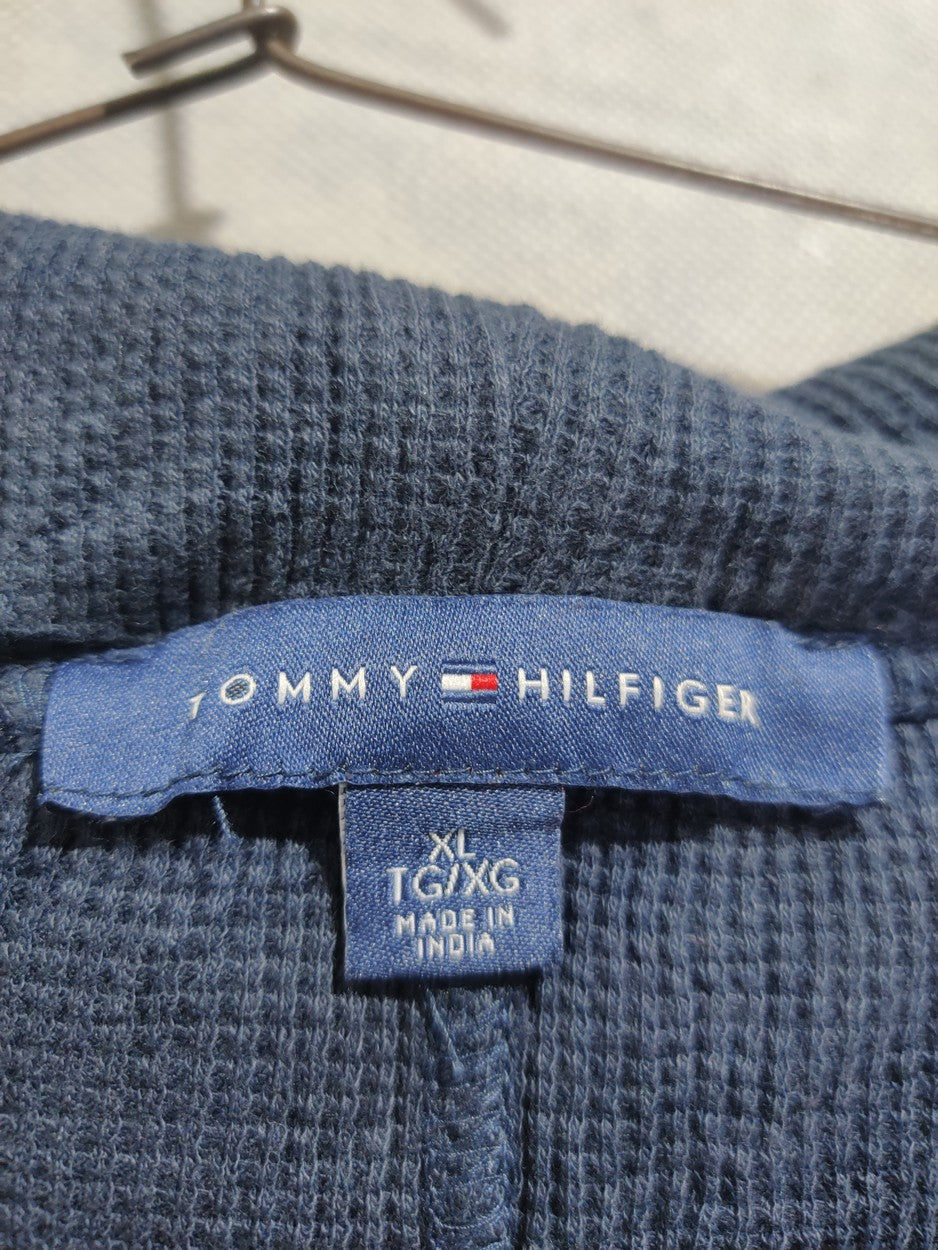 TOMMY HILFIGER
XL
TG/XG
MADE IN
INDIA